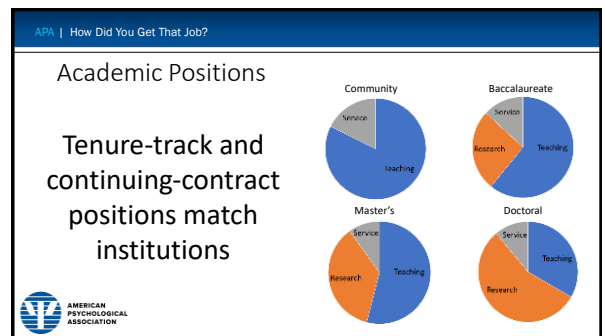 APA | How Did You Get That Job?
Academic Positions
Tenure-track and
continuing-contract
positions match
institutions
Community
Service
Teaching
Baccalaureate
Service
Research
Teaching
Master's
Service
Research
Teaching
Doctoral
Service
Teaching
Research
AMERICAN
PSYCHOLOGICAL
ASSOCIATION